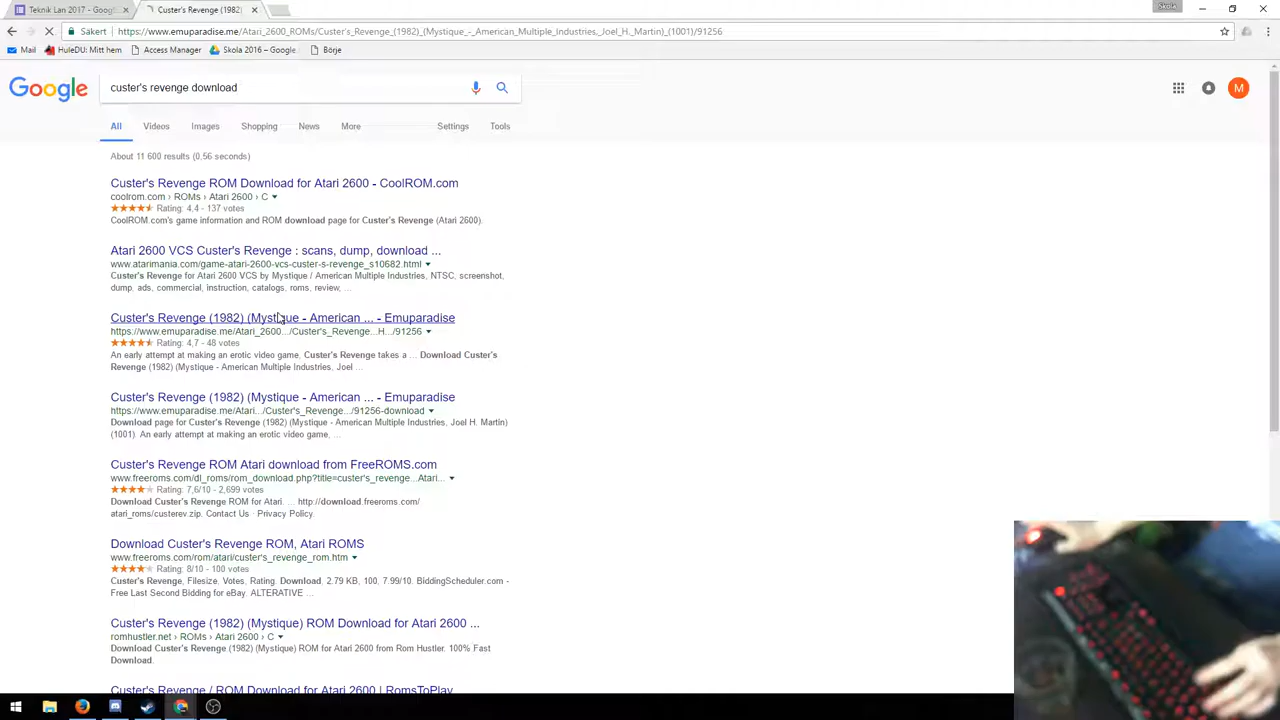 Teknik Lan 2017 - Goog
Custer's Revenge (1982)
Skola
Säkert
https://www.emuparadise.me/Atari_2600_ROMs/Custer's_Revenge_(1982)_(Mystique_-_American_Multiple_Industries,_Joel_H._Martin)_(1001)/91256
Mail
HuleDU: Mitt hem
Access Manager
Skola 2016 – Google
Börje
Google
custer's revenge download
M
All
Videos
Images
Shopping
News
More
Settings
Tools
About 11 600 results (0,56 seconds)
Custer's Revenge ROM Download for Atari 2600 - CoolROM.com
coolrom.com › ROMs › Atari 2600 › C
Rating: 4,4 - 137 votes
CoolROM.com's game information and ROM download page for Custer's Revenge (Atari 2600).
Atari 2600 VCS Custer's Revenge : scans, dump, download ...
www.atarimania.com/game-atari-2600-vcs-custer-s-revenge_s10682.html
Custer's Revenge for Atari 2600 VCS by Mystique / American Multiple Industries, NTSC, screenshot,
dump, ads, commercial, instruction, catalogs, roms, review, ...
Custer's Revenge (1982) (Mystique - American ... - Emuparadise
https://www.emuparadise.me/Atari_2600.../Custer's_Revenge...H.../91256
Rating: 4,7 - 48 votes
An early attempt at making an erotic video game, Custer's Revenge takes a ... Download Custer's
Revenge (1982) (Mystique - American Multiple Industries, Joel ...
Custer's Revenge (1982) (Mystique - American ... - Emuparadise
https://www.emuparadise.me/Atari.../Custer's_Revenge.../91256-download
Download page for Custer's Revenge (1982) (Mystique - American Multiple Industries, Joel H. Martin)
(1001). An early attempt at making an erotic video game, ...
Custer's Revenge ROM Atari download from FreeROMS.com
www.freeroms.com/dl_roms/rom_download.php?title=custer's_revenge...Atari...
Rating: 7,6/10 - 2,699 votes
Download Custer's Revenge ROM for Atari. ... http://download.freeroms.com/
atari_roms/custerev.zip. Contact Us · Privacy Policy.
Download Custer's Revenge ROM, Atari ROMS
www.freeroms.com/rom/atari/custer's_revenge_rom.htm
Rating: 8/10 - 100 votes
Custer's Revenge, Filesize, Votes, Rating. Download, 2.79 KB, 100, 7.99/10. BiddingScheduler.com -
Free Last Second Bidding for eBay. ALTERATIVE ...
Custer's Revenge (1982) (Mystique) ROM Download for Atari 2600 ...
romhustler.net › ROMs › Atari 2600 › C
Download Custer's Revenge (1982) (Mystique) ROM for Atari 2600 from Rom Hustler. 100% Fast
Download.
Custer's Revenge / ROM Download for Atari 2600 | RomsToPlay